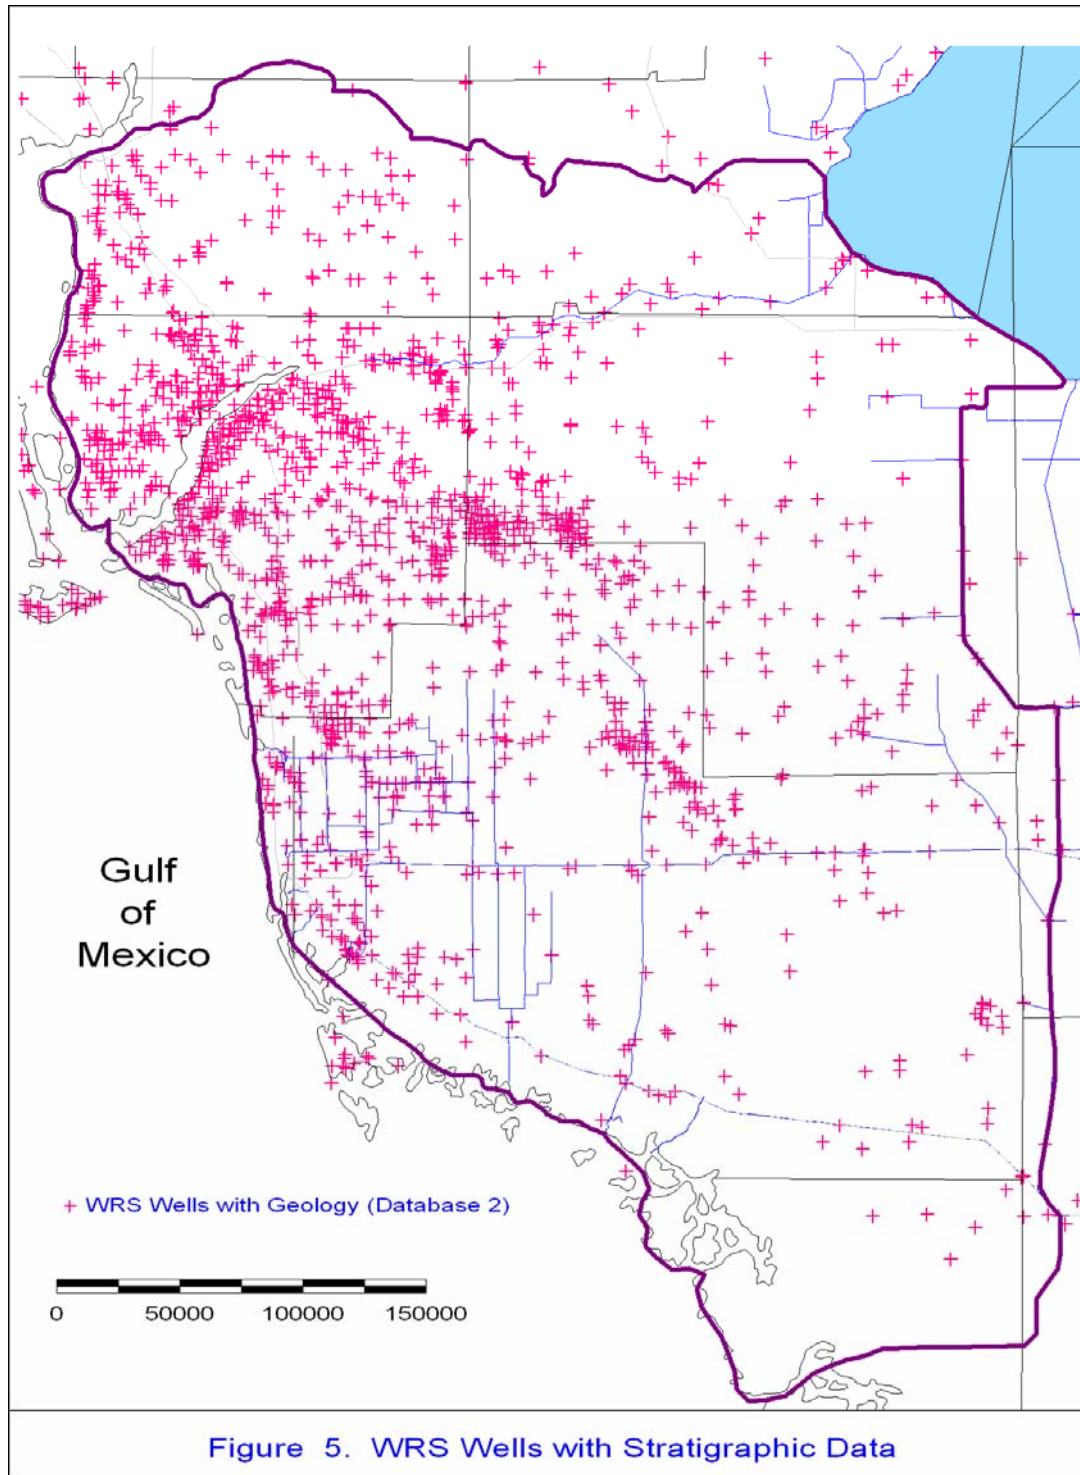 Gulf
of
Mexico
WRS Wells with Geology (Database 2)
0 50000 100000 150000
Figure 5. WRS Wells with Stratigraphic Data